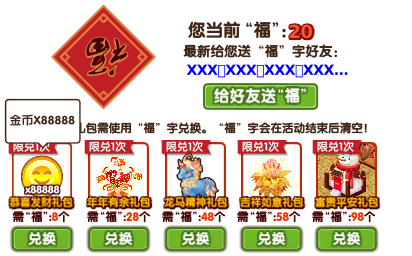 福
您当前“福”:20
最新给您送“福”字好友：
XXX，XXX，XXX，XXX...
给好友送“福”
金币X88888
礼包需使用“福”字兑换。“福”字会在活动结束后清空！
限兑1次
限兑1次
限兑1次
限兑1次
限兑1次
x88888
恭喜发财礼包
年年有余礼包
龙马精神礼包
吉祥如意礼包
富贵平安礼包
需“福”:8个
需“福”:28个
需“福”:48个
需“福”:58个
需“福”:98个
兑换
兑换
兑换
兑换
兑换